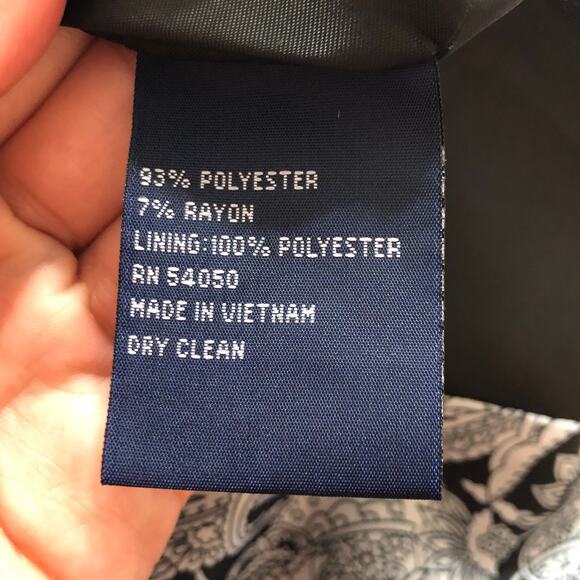 93% POLYESTER
7% RAYON
LINING:100% POLYESTER
RN 54050
MADE IN VIETNAM
DRY CLEAN